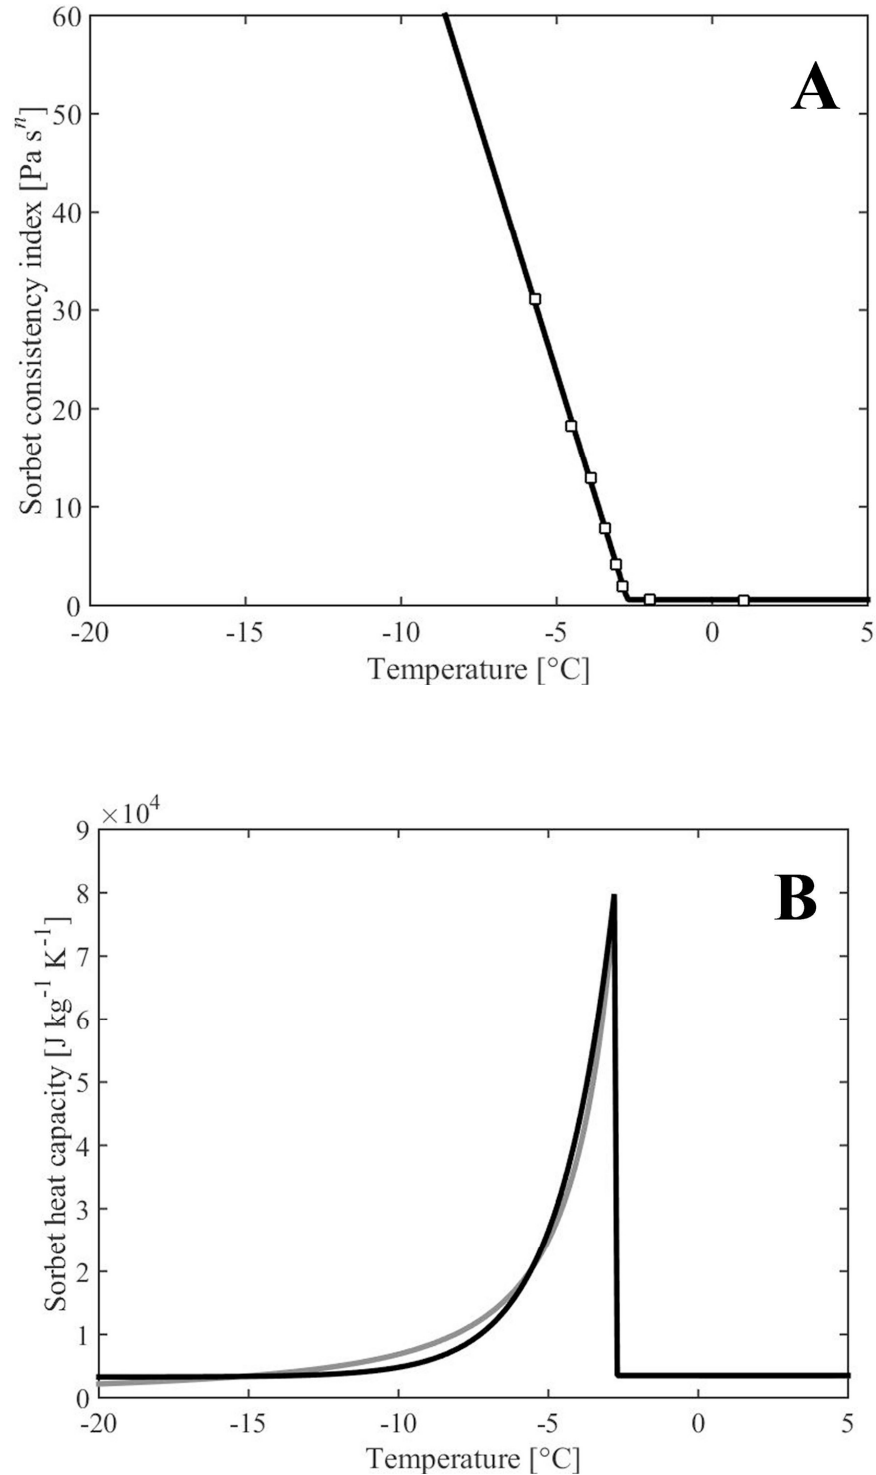 A
Sorbet consistency index [Pa sⁿ]
60
50
40
30
20
10
0
-20 -15 -10 -5 0 5
Temperature [°C]
×10⁴
B
Sorbet heat capacity [J kg⁻¹ K⁻¹]
9
8
7
6
5
4
3
2
1
0
-20 -15 -10 -5 0 5
Temperature [°C]